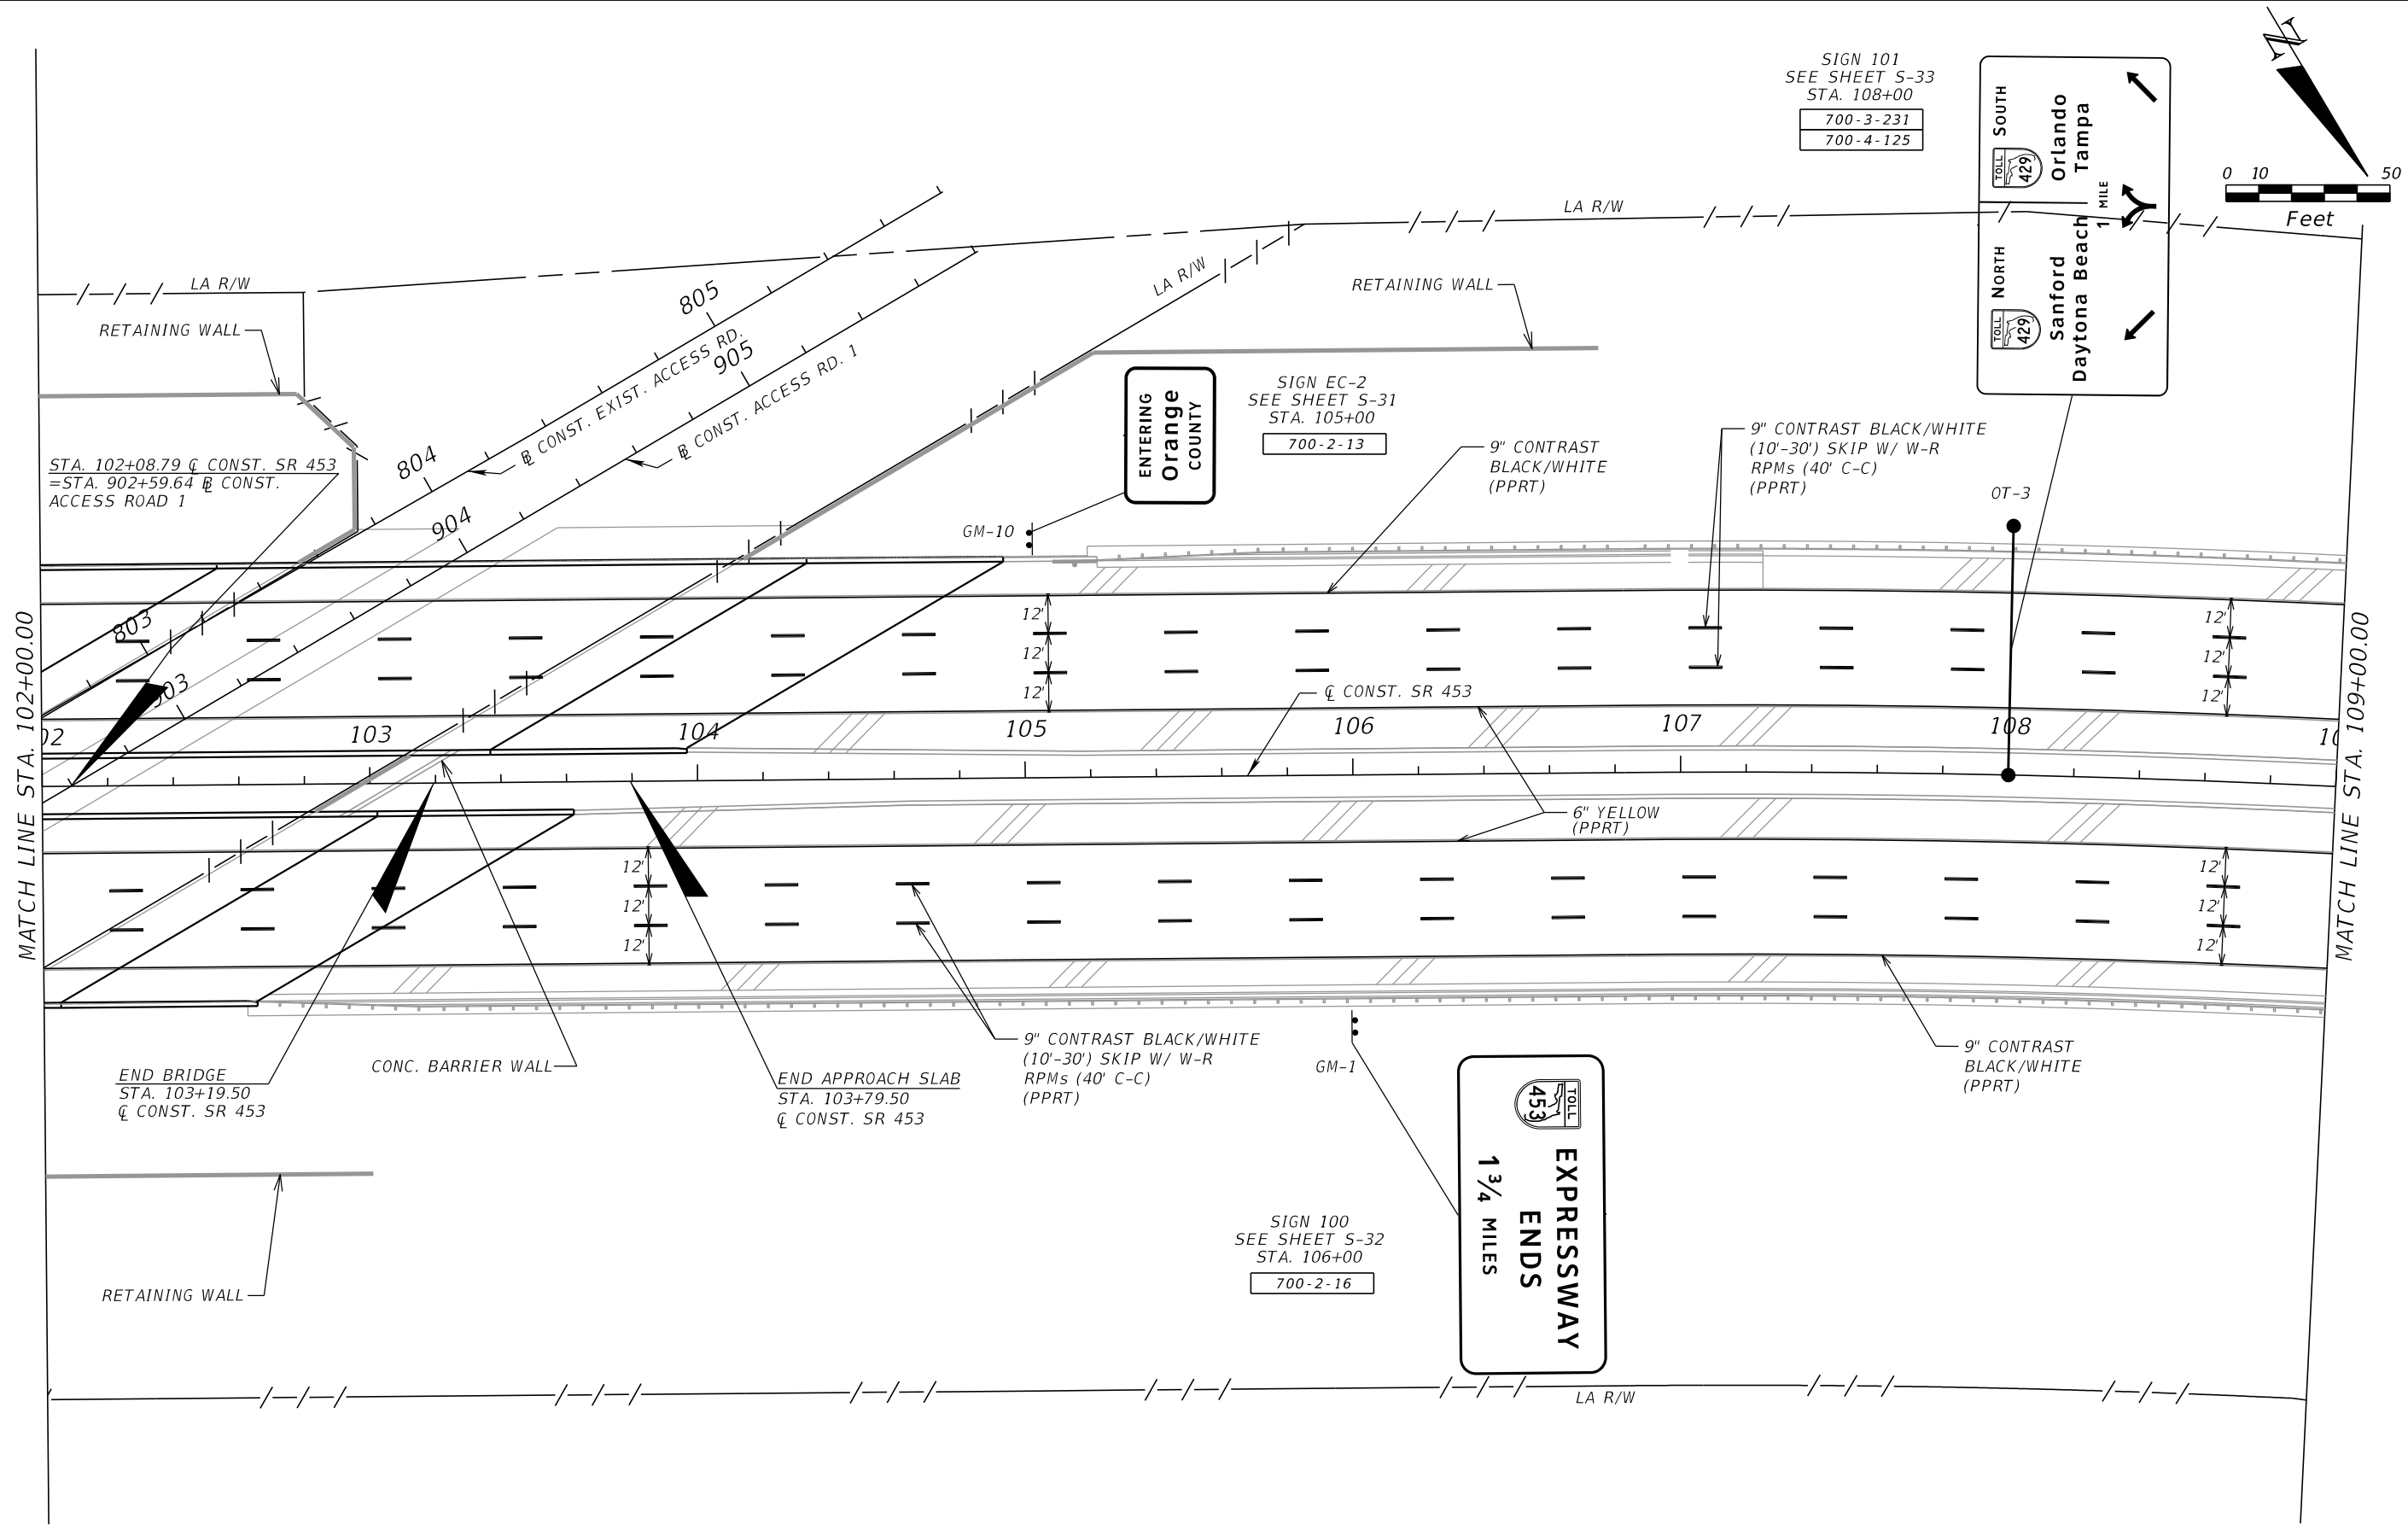 SIGN 101
SEE SHEET S-33
STA. 108+00
700-3-231
700-4-125
SOUTH
TOLL
429
Orlando
Tampa
1 MILE
NORTH
TOLL
429
Sanford
Daytona Beach
N
0 10 50
Feet
LA R/W
LA R/W
LA R/W
RETAINING WALL
RETAINING WALL
805
905
804
904
803
903
℄ CONST. EXIST. ACCESS RD.
℄ CONST. ACCESS RD. 1
STA. 102+08.79 ℄ CONST. SR 453
=STA. 902+59.64 ℄ CONST.
ACCESS ROAD 1
ENTERING
Orange
COUNTY
SIGN EC-2
SEE SHEET S-31
STA. 105+00
700-2-13
GM-10
9" CONTRAST
BLACK/WHITE
(PPRT)
9" CONTRAST BLACK/WHITE
(10'-30') SKIP W/ W-R
RPMs (40' C-C)
(PPRT)
OT-3
12'
12'
12'
12'
12'
12'
℄ CONST. SR 453
02 103 104 105 106 107 108 10
MATCH LINE STA. 102+00.00
MATCH LINE STA. 109+00.00
6" YELLOW
(PPRT)
12'
12'
12'
12'
12'
12'
END BRIDGE
STA. 103+19.50
℄ CONST. SR 453
CONC. BARRIER WALL
END APPROACH SLAB
STA. 103+79.50
℄ CONST. SR 453
9" CONTRAST BLACK/WHITE
(10'-30') SKIP W/ W-R
RPMs (40' C-C)
(PPRT)
GM-1
TOLL
453
EXPRESSWAY
ENDS
1 ¾ MILES
9" CONTRAST
BLACK/WHITE
(PPRT)
SIGN 100
SEE SHEET S-32
STA. 106+00
700-2-16
RETAINING WALL
LA R/W